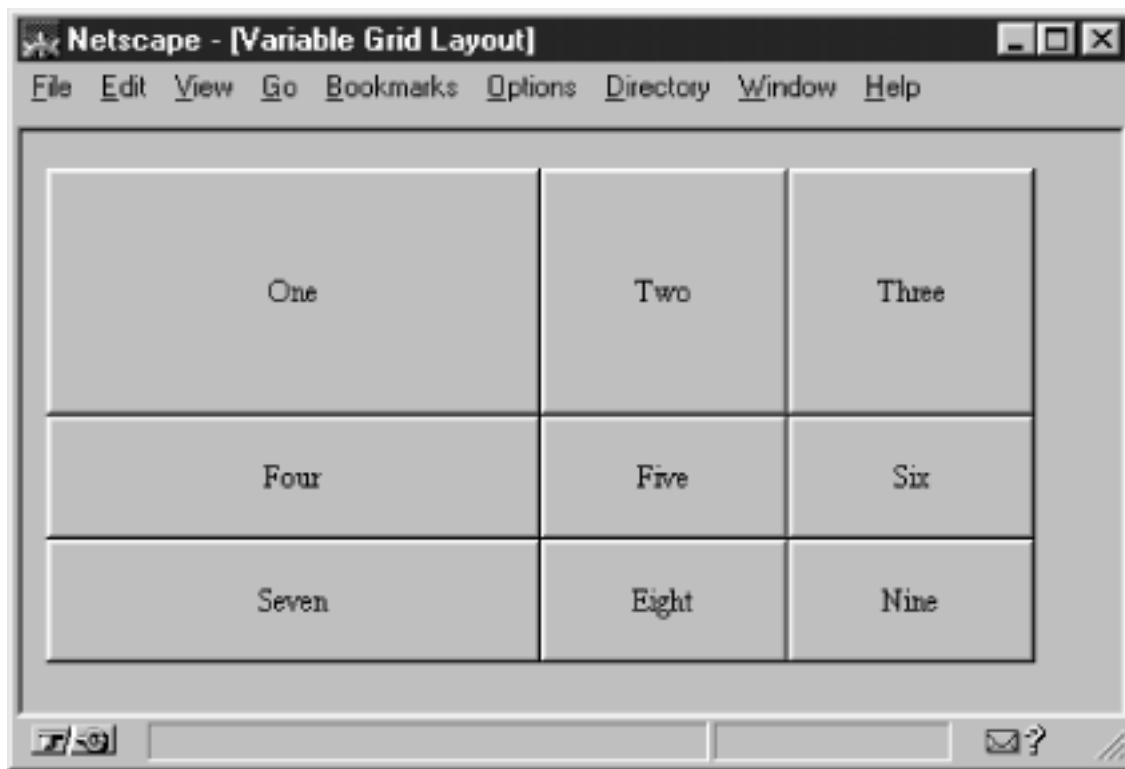 Netscape - [Variable Grid Layout]
File Edit View Go Bookmarks Options Directory Window Help
One Two Three
Four Five Six
Seven Eight Nine
?